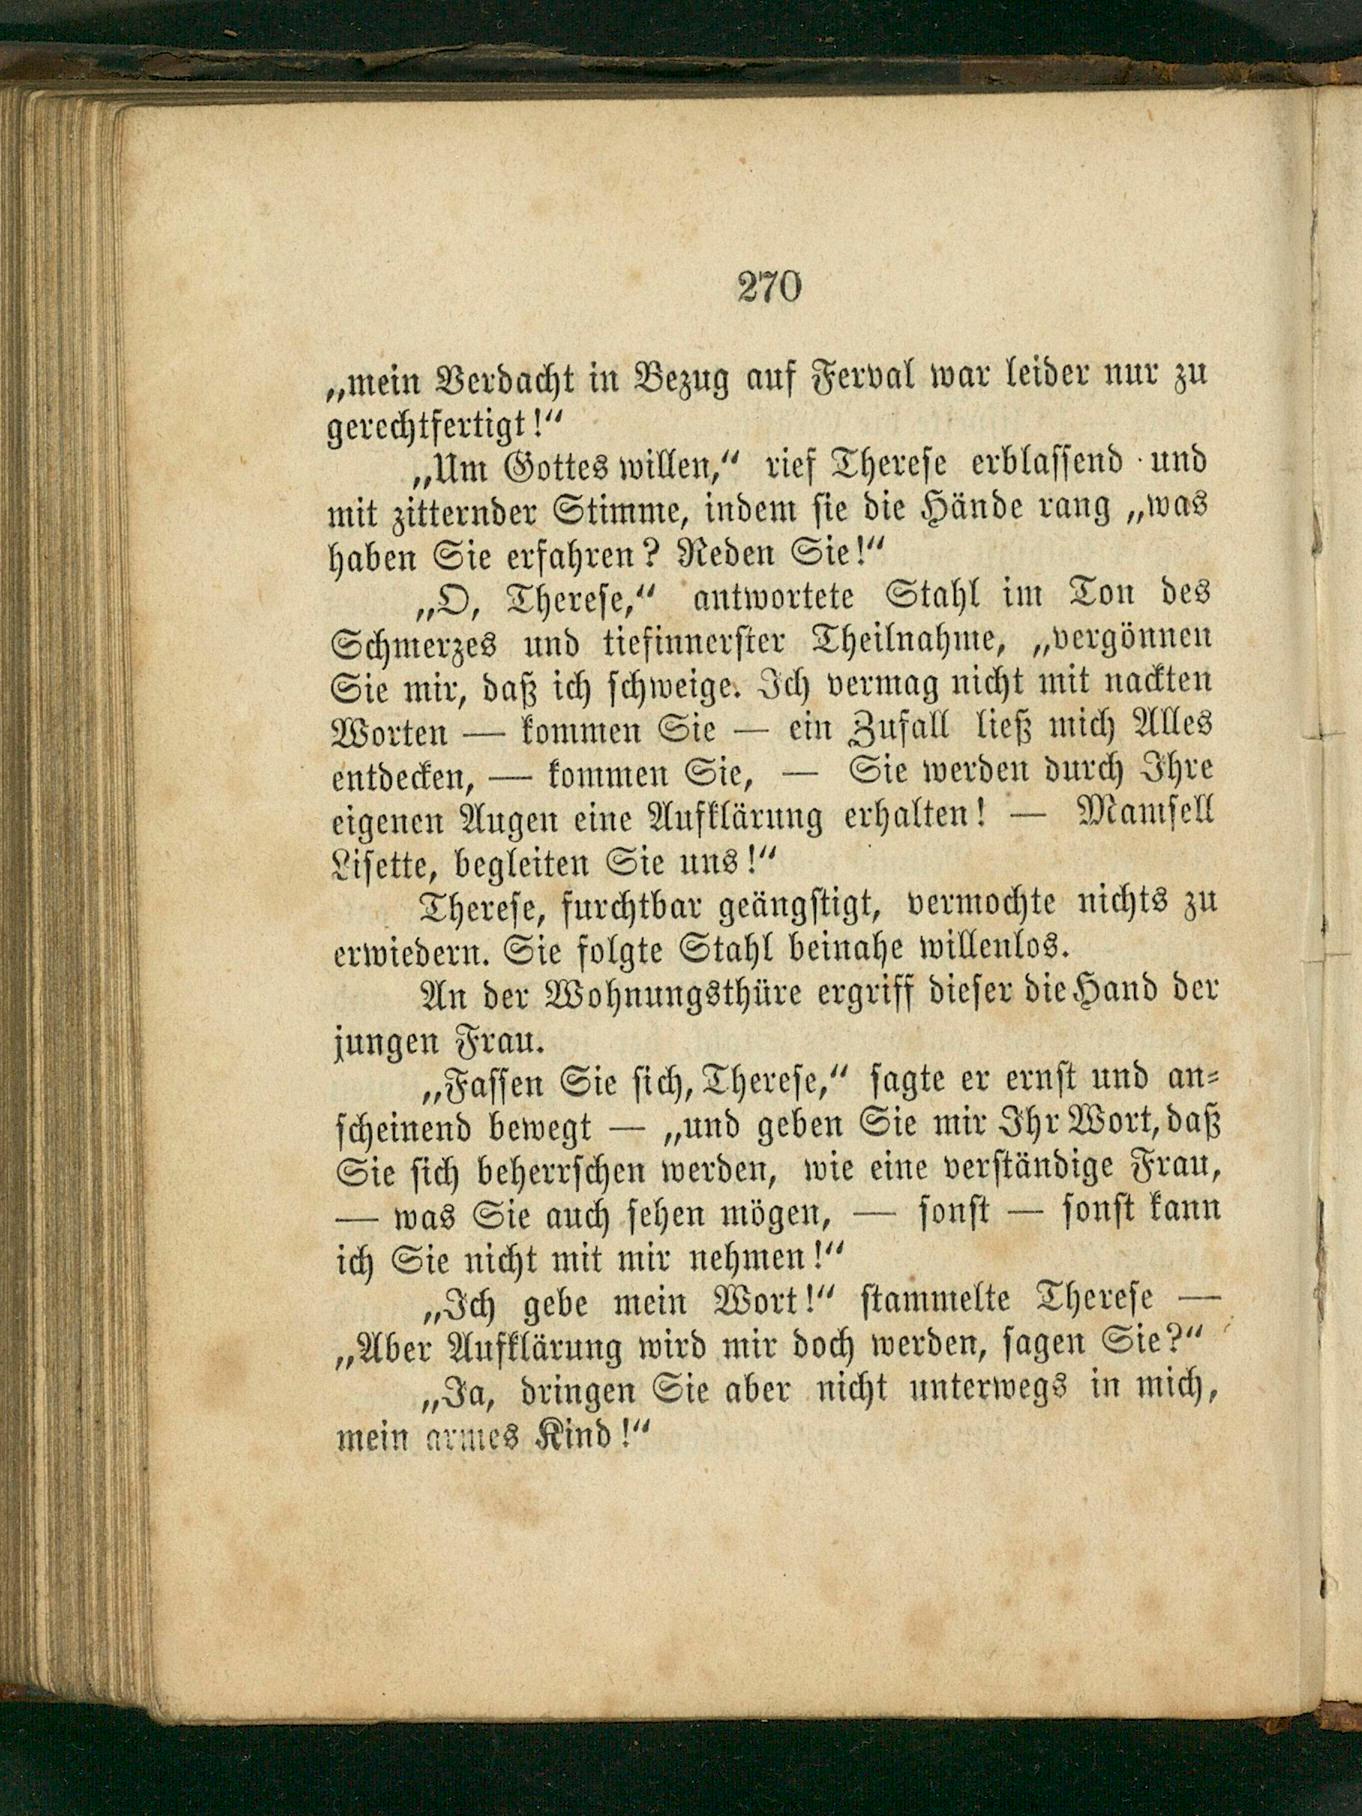 270
„mein Verdacht in Bezug auf Ferval war leider nur zu
gerechtfertigt!“
„Um Gottes willen,“ rief Therese erblassend und
mit zitternder Stimme, indem sie die Hände rang „was
haben Sie erfahren? Reden Sie!“
„O, Therese,“ antwortete Stahl im Ton des
Schmerzes und tiefinnerster Theilnahme, „vergönnen
Sie mir, daß ich schweige. Ich vermag nicht mit nackten
Worten — kommen Sie — ein Zufall ließ mich Alles
entdecken, — kommen Sie, — Sie werden durch Ihre
eigenen Augen eine Aufklärung erhalten! — Mamsell
Lisette, begleiten Sie uns!“
Therese, furchtbar geängstigt, vermochte nichts zu
erwiedern. Sie folgte Stahl beinahe willenlos.
An der Wohnungsthüre ergriff dieser die Hand der
jungen Frau.
„Fassen Sie sich, Therese,“ sagte er ernst und an-
scheinend bewegt — „und geben Sie mir Ihr Wort, daß
Sie sich beherrschen werden, wie eine verständige Frau,
— was Sie auch sehen mögen, — sonst — sonst kann
ich Sie nicht mit mir nehmen!“
„Ich gebe mein Wort!“ stammelte Therese —
„Aber Aufklärung wird mir doch werden, sagen Sie?“
„Ja, dringen Sie aber nicht unterwegs in mich,
mein armes Kind!“